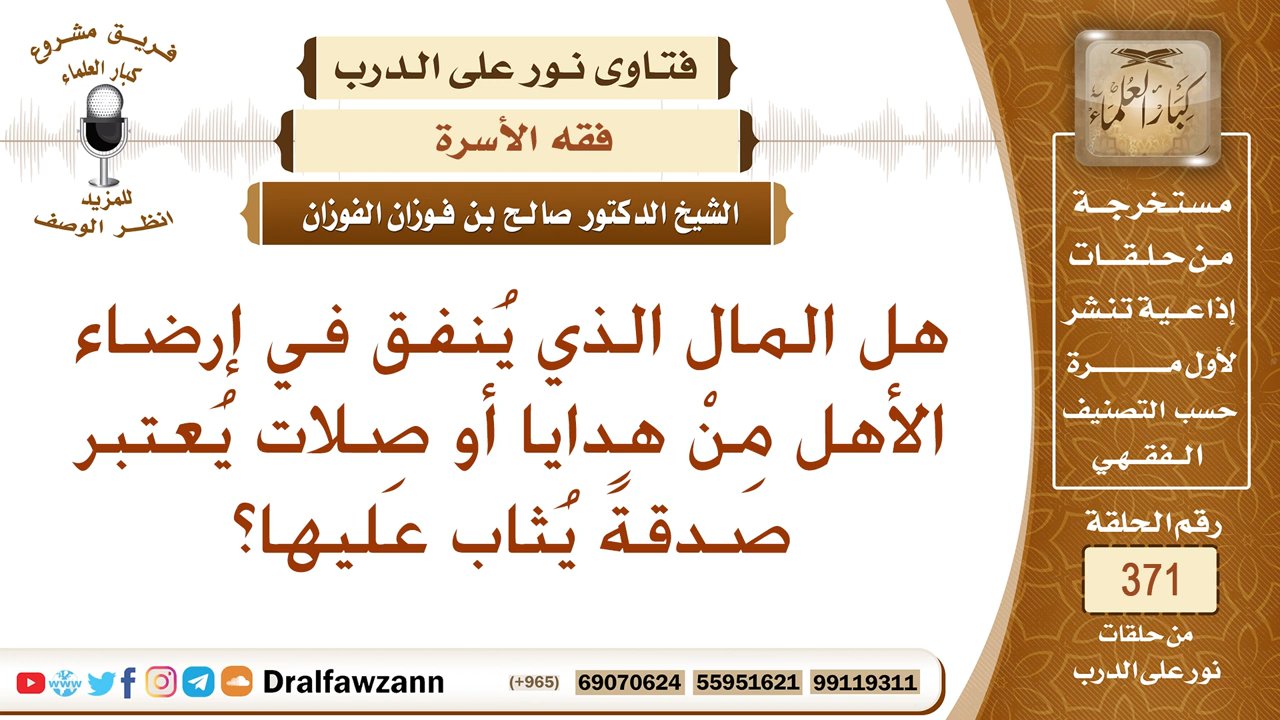 فريق مشروع
كبار العلماء
للمزيد
انظر الوصف
فتاوى نور على الدرب
فقه الأسرة
الشيخ الدكتور صالح بن فوزان الفوزان
هل المال الذي يُنفق في إرضاء
الأهل مِنْ هدايا أو صِلات يُعتبر
صَدقةً يُثاب عَليها؟
كبار العلماء
مستخرجة
من حلقات
إذاعية تنشر
لأول مرة
حسب التصنيف
الفقهي
رقم الحلقة
371
من حلقات
نور على الدرب
www Dralfawzann (+965) 69070624 55951621 99119311